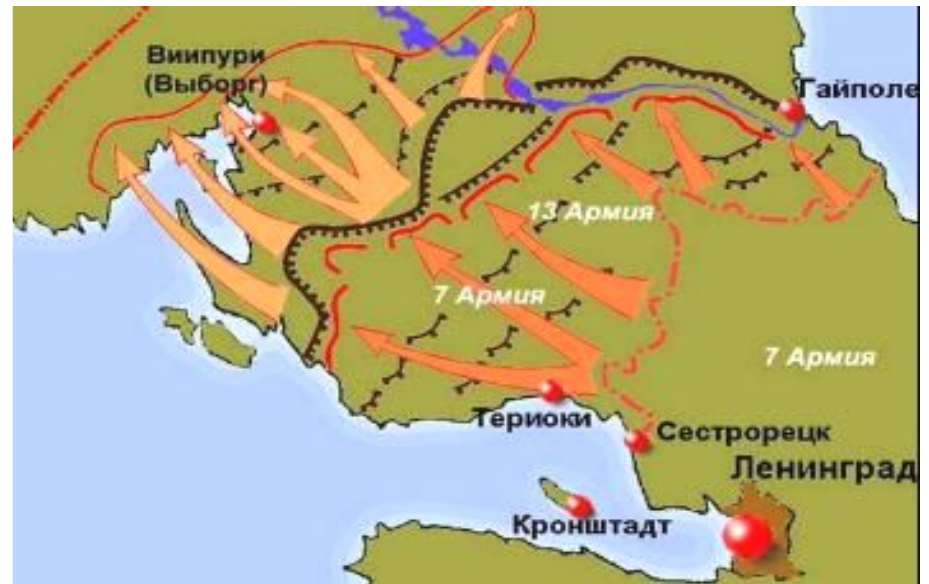 Виипури
(Выборг)
Гайполе
13 Армия
7 Армия
7 Армия
Териоки
Сестрорецк
Ленинград
Кронштадт